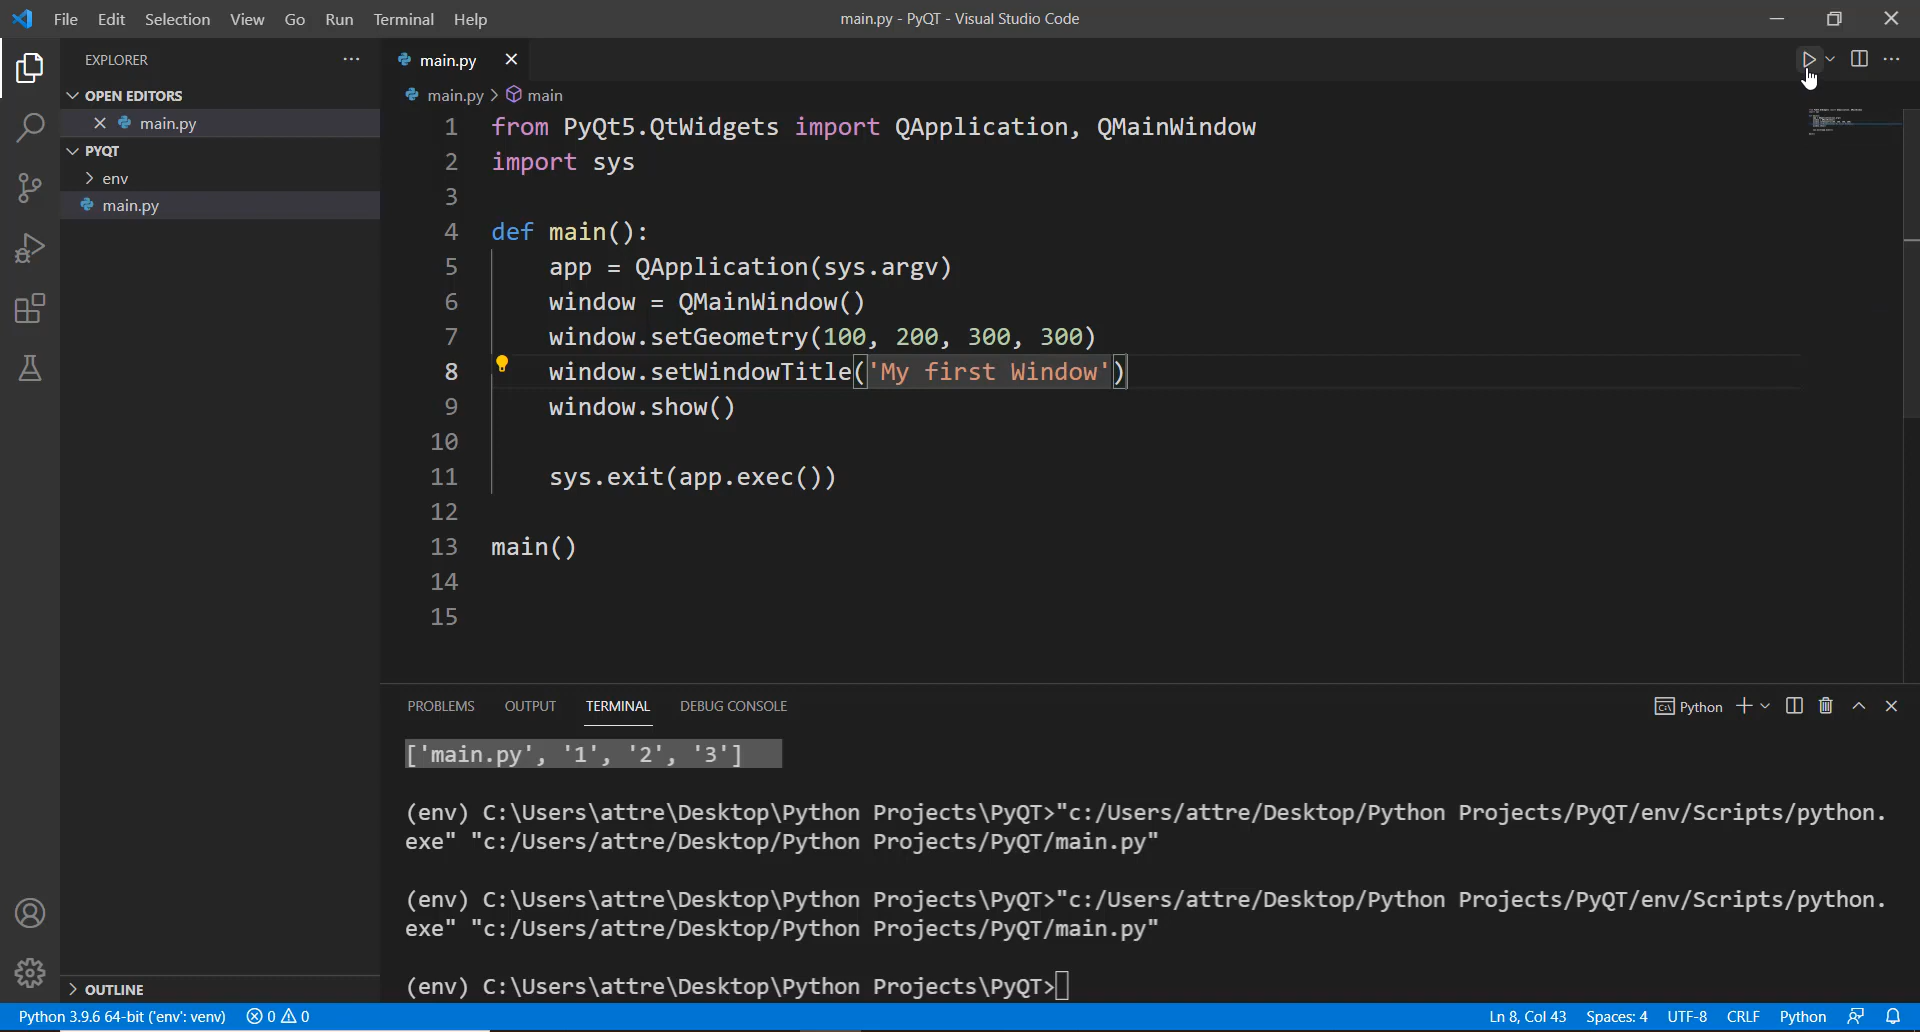 File Edit Selection View Go Run Terminal Help
main.py - PyQT - Visual Studio Code
EXPLORER
OPEN EDITORS
main.py
PYQT
env
main.py
OUTLINE
main.py
main.py > main
1 from PyQt5.QtWidgets import QApplication, QMainWindow
2 import sys
3
4 def main():
5 app = QApplication(sys.argv)
6 window = QMainWindow()
7 window.setGeometry(100, 200, 300, 300)
8 window.setWindowTitle('My first Window')
9 window.show()
10
11 sys.exit(app.exec())
12
13 main()
14
15
PROBLEMS OUTPUT TERMINAL DEBUG CONSOLE
Python
['main.py', '1', '2', '3']
(env) C:\Users\attre\Desktop\Python Projects\PyQT>"c:/Users/attre/Desktop/Python Projects/PyQT/env/Scripts/python.
exe" "c:/Users/attre/Desktop/Python Projects/PyQT/main.py"
(env) C:\Users\attre\Desktop\Python Projects\PyQT>"c:/Users/attre/Desktop/Python Projects/PyQT/env/Scripts/python.
exe" "c:/Users/attre/Desktop/Python Projects/PyQT/main.py"
(env) C:\Users\attre\Desktop\Python Projects\PyQT>
Python 3.9.6 64-bit ('env': venv) 0 0
Ln 8, Col 43 Spaces: 4 UTF-8 CRLF Python